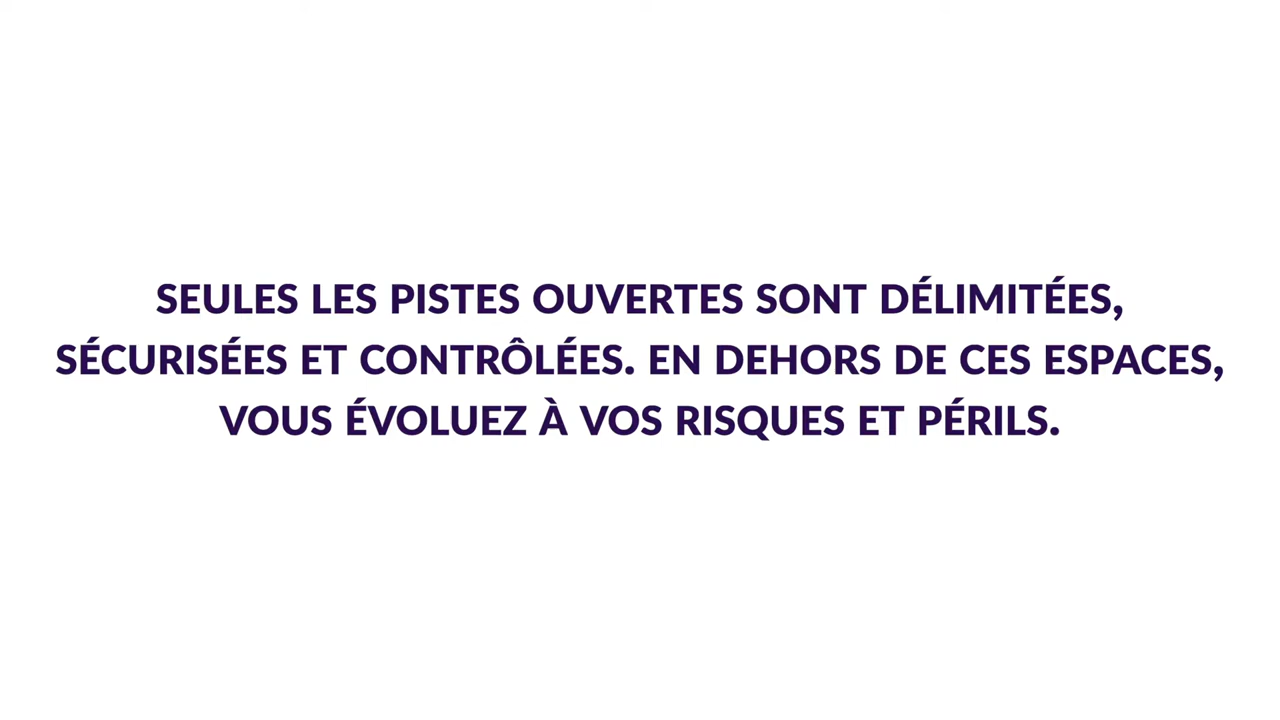 SEULES LES PISTES OUVERTES SONT DÉLIMITÉES,
SÉCURISÉES ET CONTRÔLÉES. EN DEHORS DE CES ESPACES,
VOUS ÉVOLUEZ À VOS RISQUES ET PÉRILS.